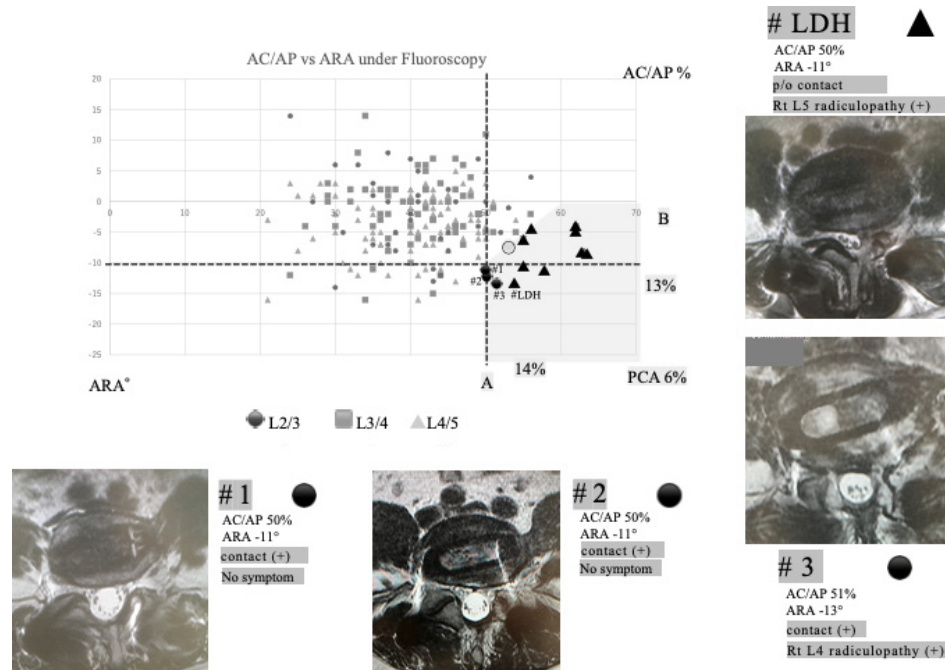 # LDH
AC/AP 50%
ARA -11°
p/o contact
Rt L5 radiculopathy (+)
AC/AP vs ARA under Fluoroscopy
AC/AP %
20
15
10
5
0
-5
-10
-15
-20
-25
0
10
20
30
40
50
60
70
B
#1
#2
#3
#LDH
13%
14%
A
ARA°
PCA 6%
L2/3
L3/4
L4/5
# 1
AC/AP 50%
ARA -11°
contact (+)
No symptom
# 2
AC/AP 50%
ARA -11°
contact (+)
No symptom
# 3
AC/AP 51%
ARA -13°
contact (+)
Rt L4 radiculopathy (+)